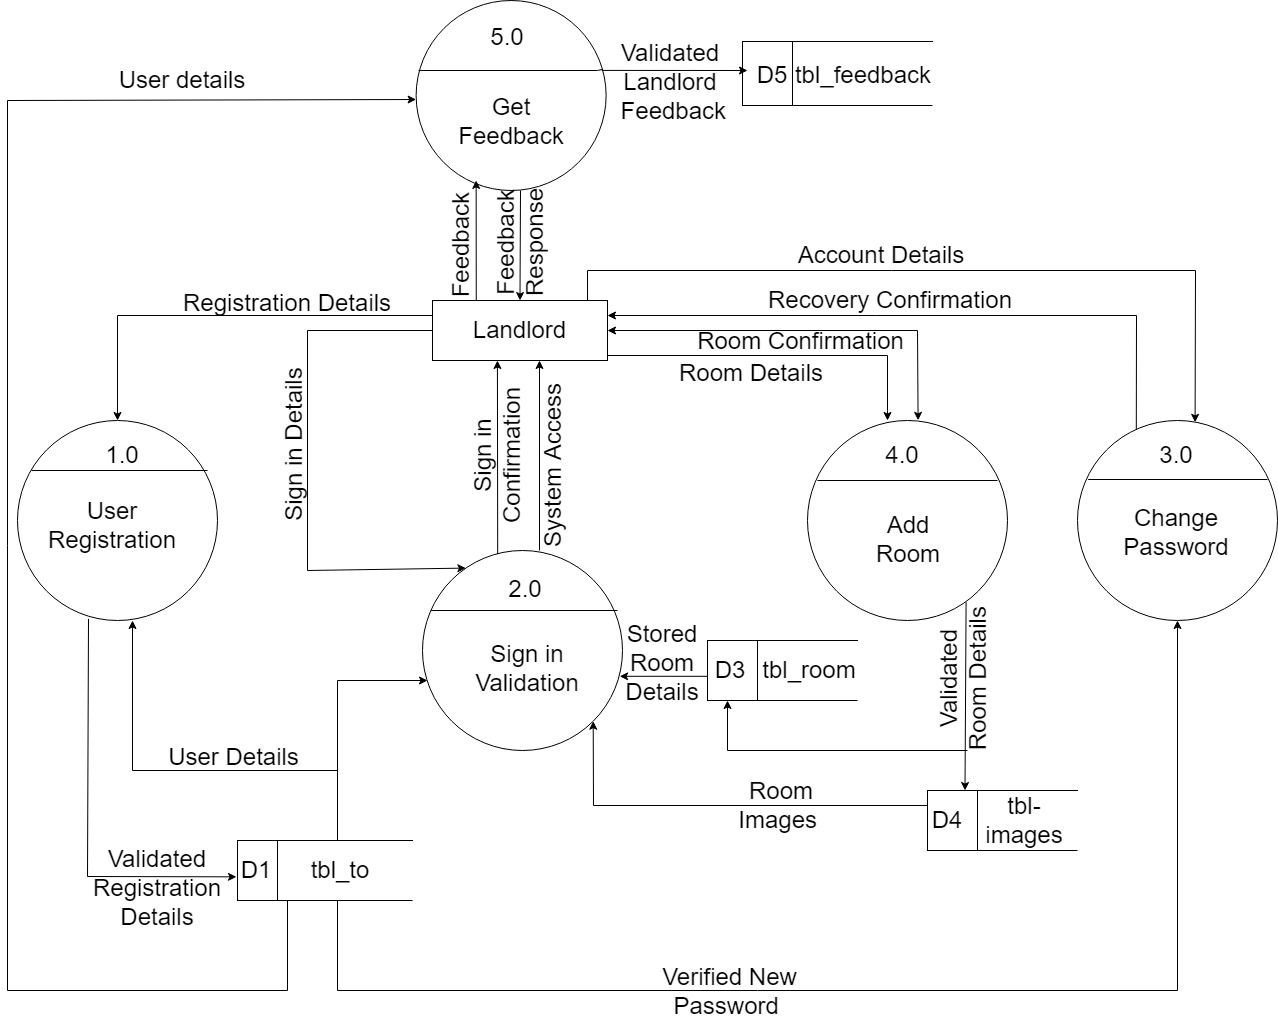 5.0
Get
Feedback
User details
Validated
Landlord
Feedback
D5
tbl_feedback
Feedback
Feedback
Response
Account Details
Registration Details
Recovery Confirmation
Landlord
Room Confirmation
Room Details
Sign in Details
Sign in
Confirmation
System Access
1.0
User
Registration
4.0
Add
Room
3.0
Change
Password
2.0
Sign in
Validation
Stored
Room
Details
D3
tbl_room
Validated
Room Details
User Details
Room
Images
D4
tbl-
images
Validated
Registration
Details
D1
tbl_to
Verified New
Password